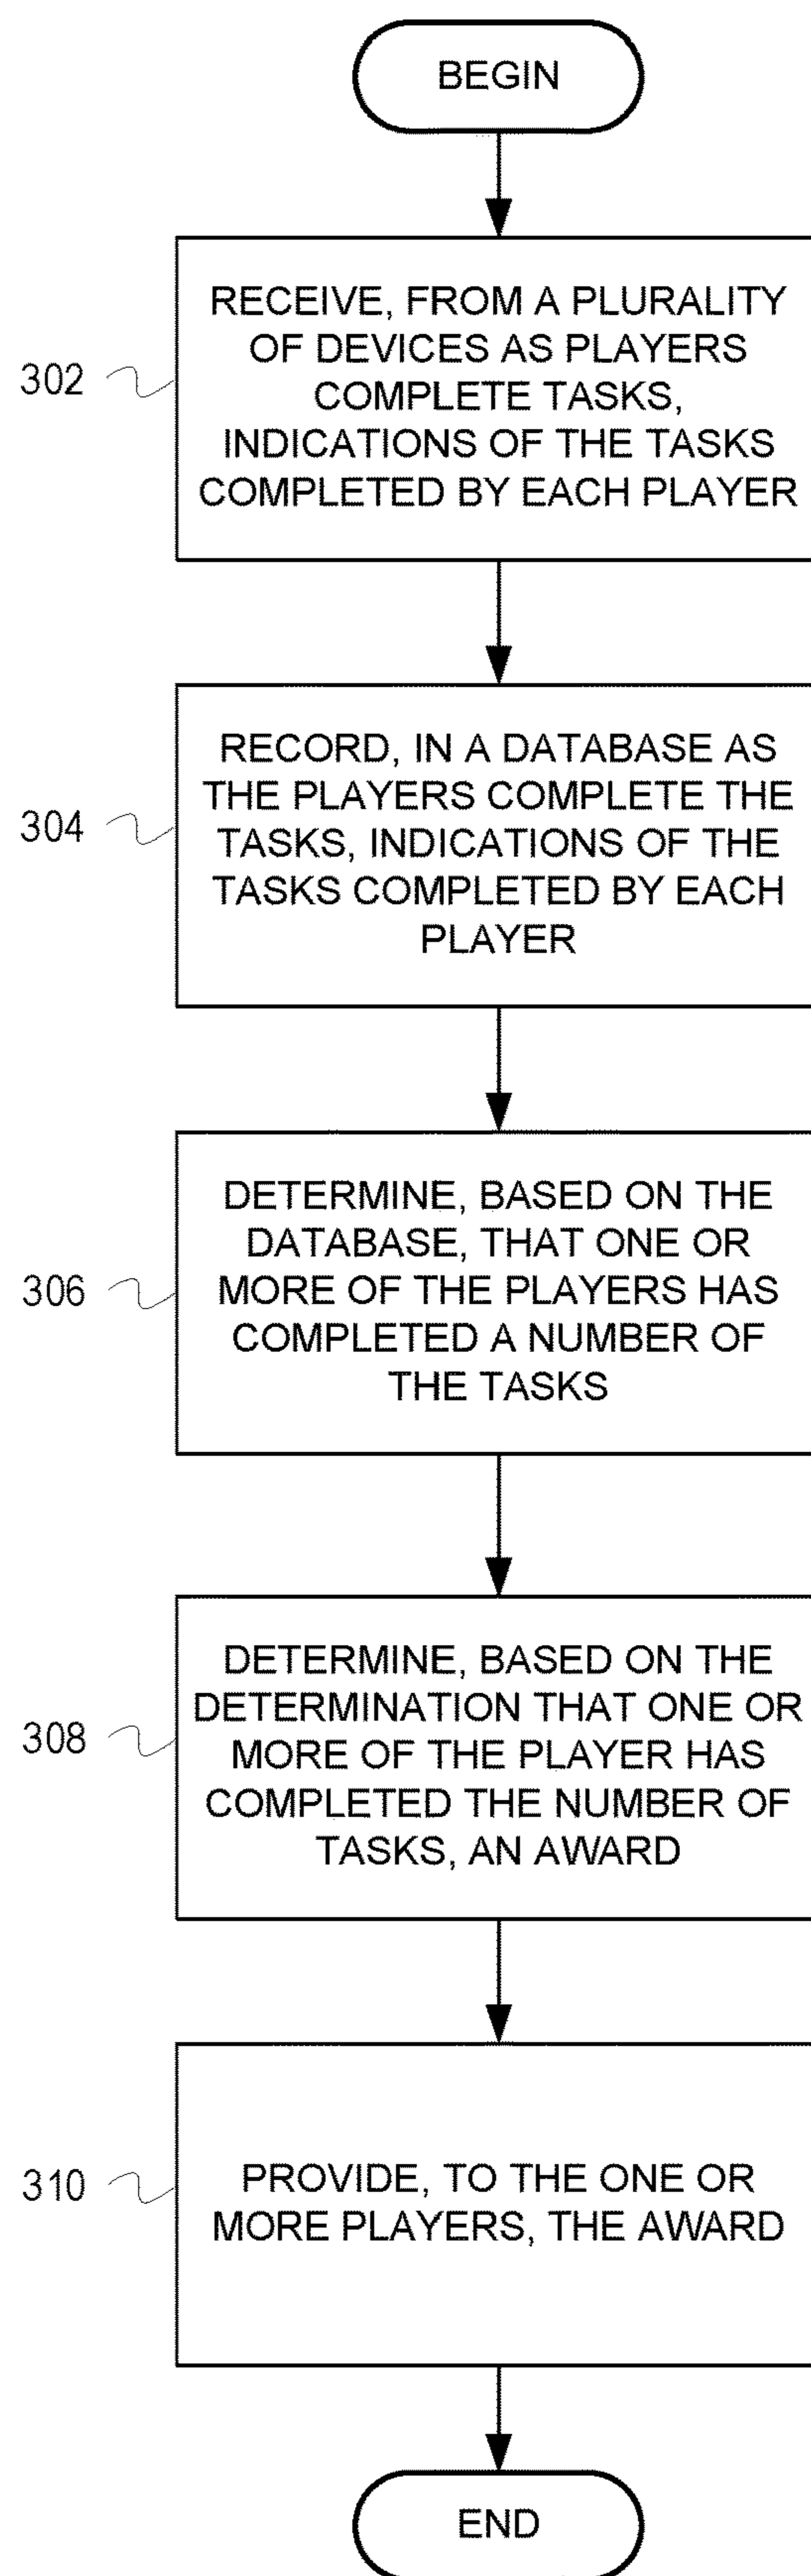 BEGIN
302
RECEIVE, FROM A PLURALITY
OF DEVICES AS PLAYERS
COMPLETE TASKS,
INDICATIONS OF THE TASKS
COMPLETED BY EACH PLAYER
304
RECORD, IN A DATABASE AS
THE PLAYERS COMPLETE THE
TASKS, INDICATIONS OF THE
TASKS COMPLETED BY EACH
PLAYER
306
DETERMINE, BASED ON THE
DATABASE, THAT ONE OR
MORE OF THE PLAYERS HAS
COMPLETED A NUMBER OF
THE TASKS
308
DETERMINE, BASED ON THE
DETERMINATION THAT ONE OR
MORE OF THE PLAYER HAS
COMPLETED THE NUMBER OF
TASKS, AN AWARD
310
PROVIDE, TO THE ONE OR
MORE PLAYERS, THE AWARD
END